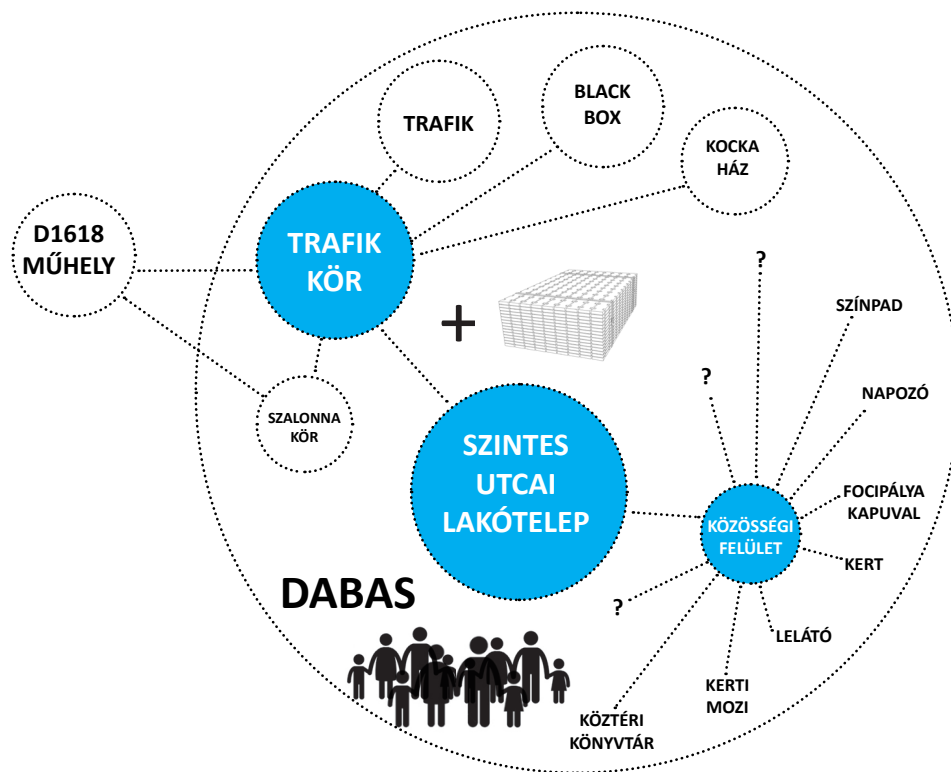 TRAFIK
BLACK
BOX
KOCKA
HÁZ
D1618
MŰHELY
TRAFIK
KÖR
+
?
SZÍNPAD
?
NAPOZÓ
SZALONNA
KÖR
SZINTES
UTCAI
LAKÓTELEP
FOCIPÁLYA
KAPUVAL
KÖZÖSSÉGI
FELÜLET
KERT
DABAS
?
LELÁTÓ
KERTI
MOZI
KÖZTÉRI
KÖNYVTÁR